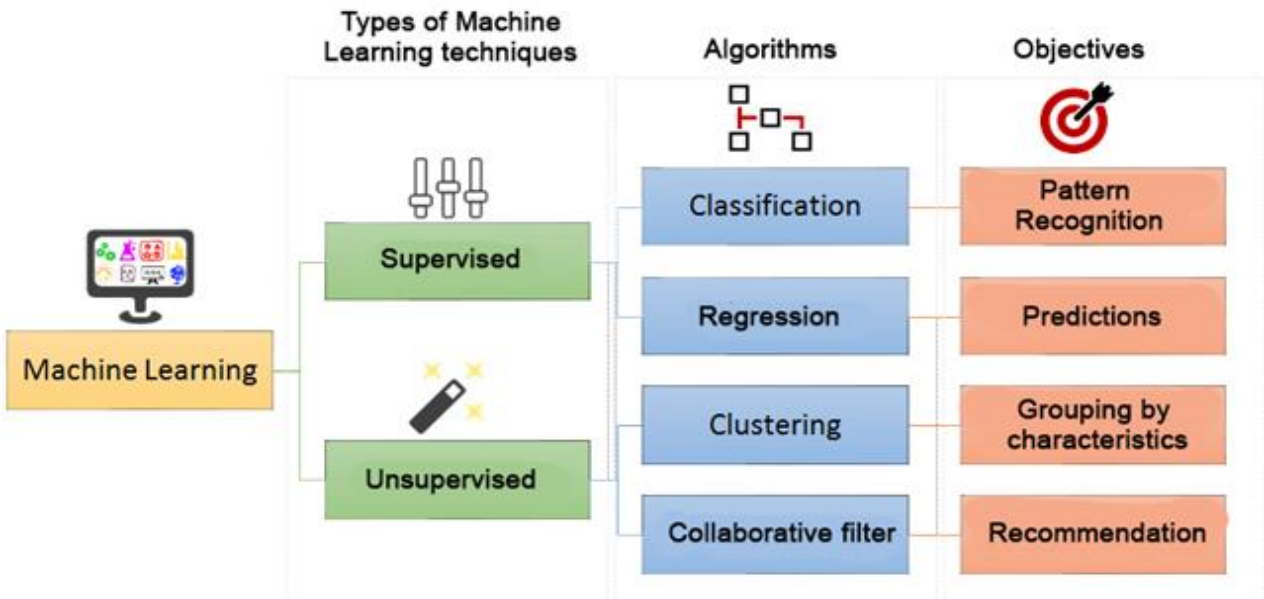 Types of Machine
Learning techniques
Algorithms
Objectives
Machine Learning
Supervised
Unsupervised
Classification
Regression
Clustering
Collaborative filter
Pattern
Recognition
Predictions
Grouping by
characteristics
Recommendation